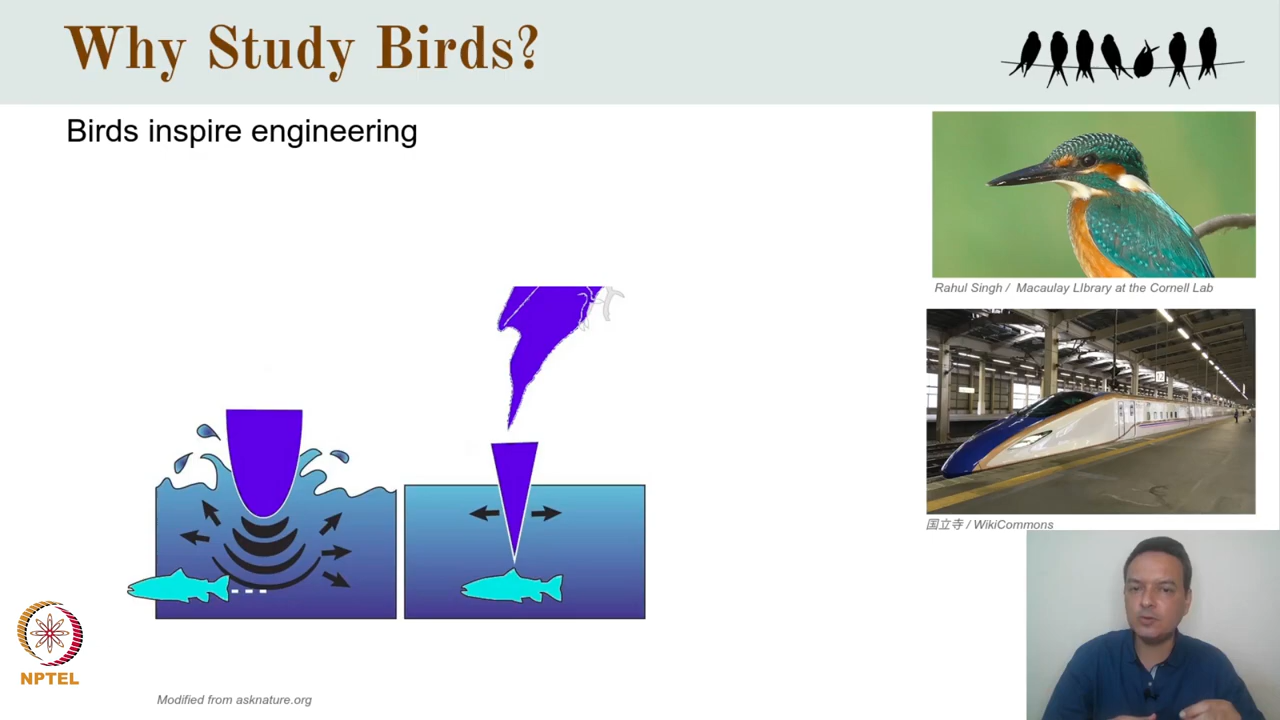 Why Study Birds?
Birds inspire engineering
Rahul Singh / Macaulay LIbrary at the Cornell Lab
国立寺 / WikiCommons
NPTEL
Modified from asknature.org